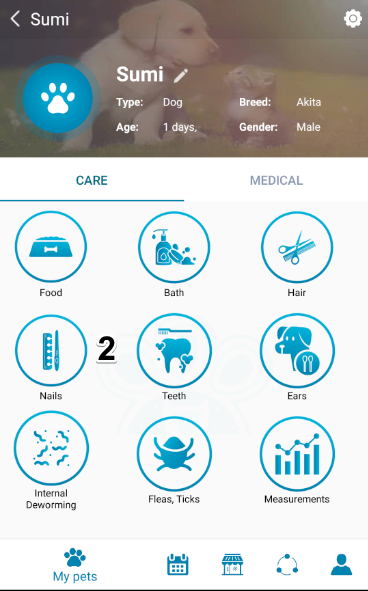 Sumi
Sumi
Type: Dog Breed: Akita
Age: 1 days, Gender: Male
CARE MEDICAL
Food Bath Hair
2
Nails Teeth Ears
Internal
Deworming Fleas, Ticks Measurements
My pets